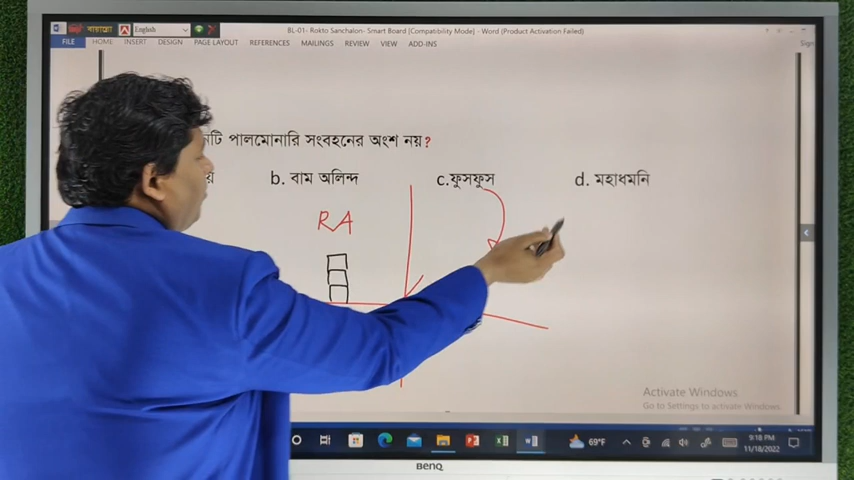 English
BL-01- Rokto Sanchalon- Smart Board [Compatibility Mode] - Word (Product Activation Failed)
FILE HOME INSERT DESIGN PAGE LAYOUT REFERENCES MAILINGS REVIEW VIEW ADD-INS Sign
পালমোনারি সংবহনের অংশ নয়?
b. বাম অলিন্দ c.ফুসফুস d. মহাধমনি
RA
Activate Windows
Go to Settings to activate Windows.
69°F 9:18 PM
11/18/2022
BENQ